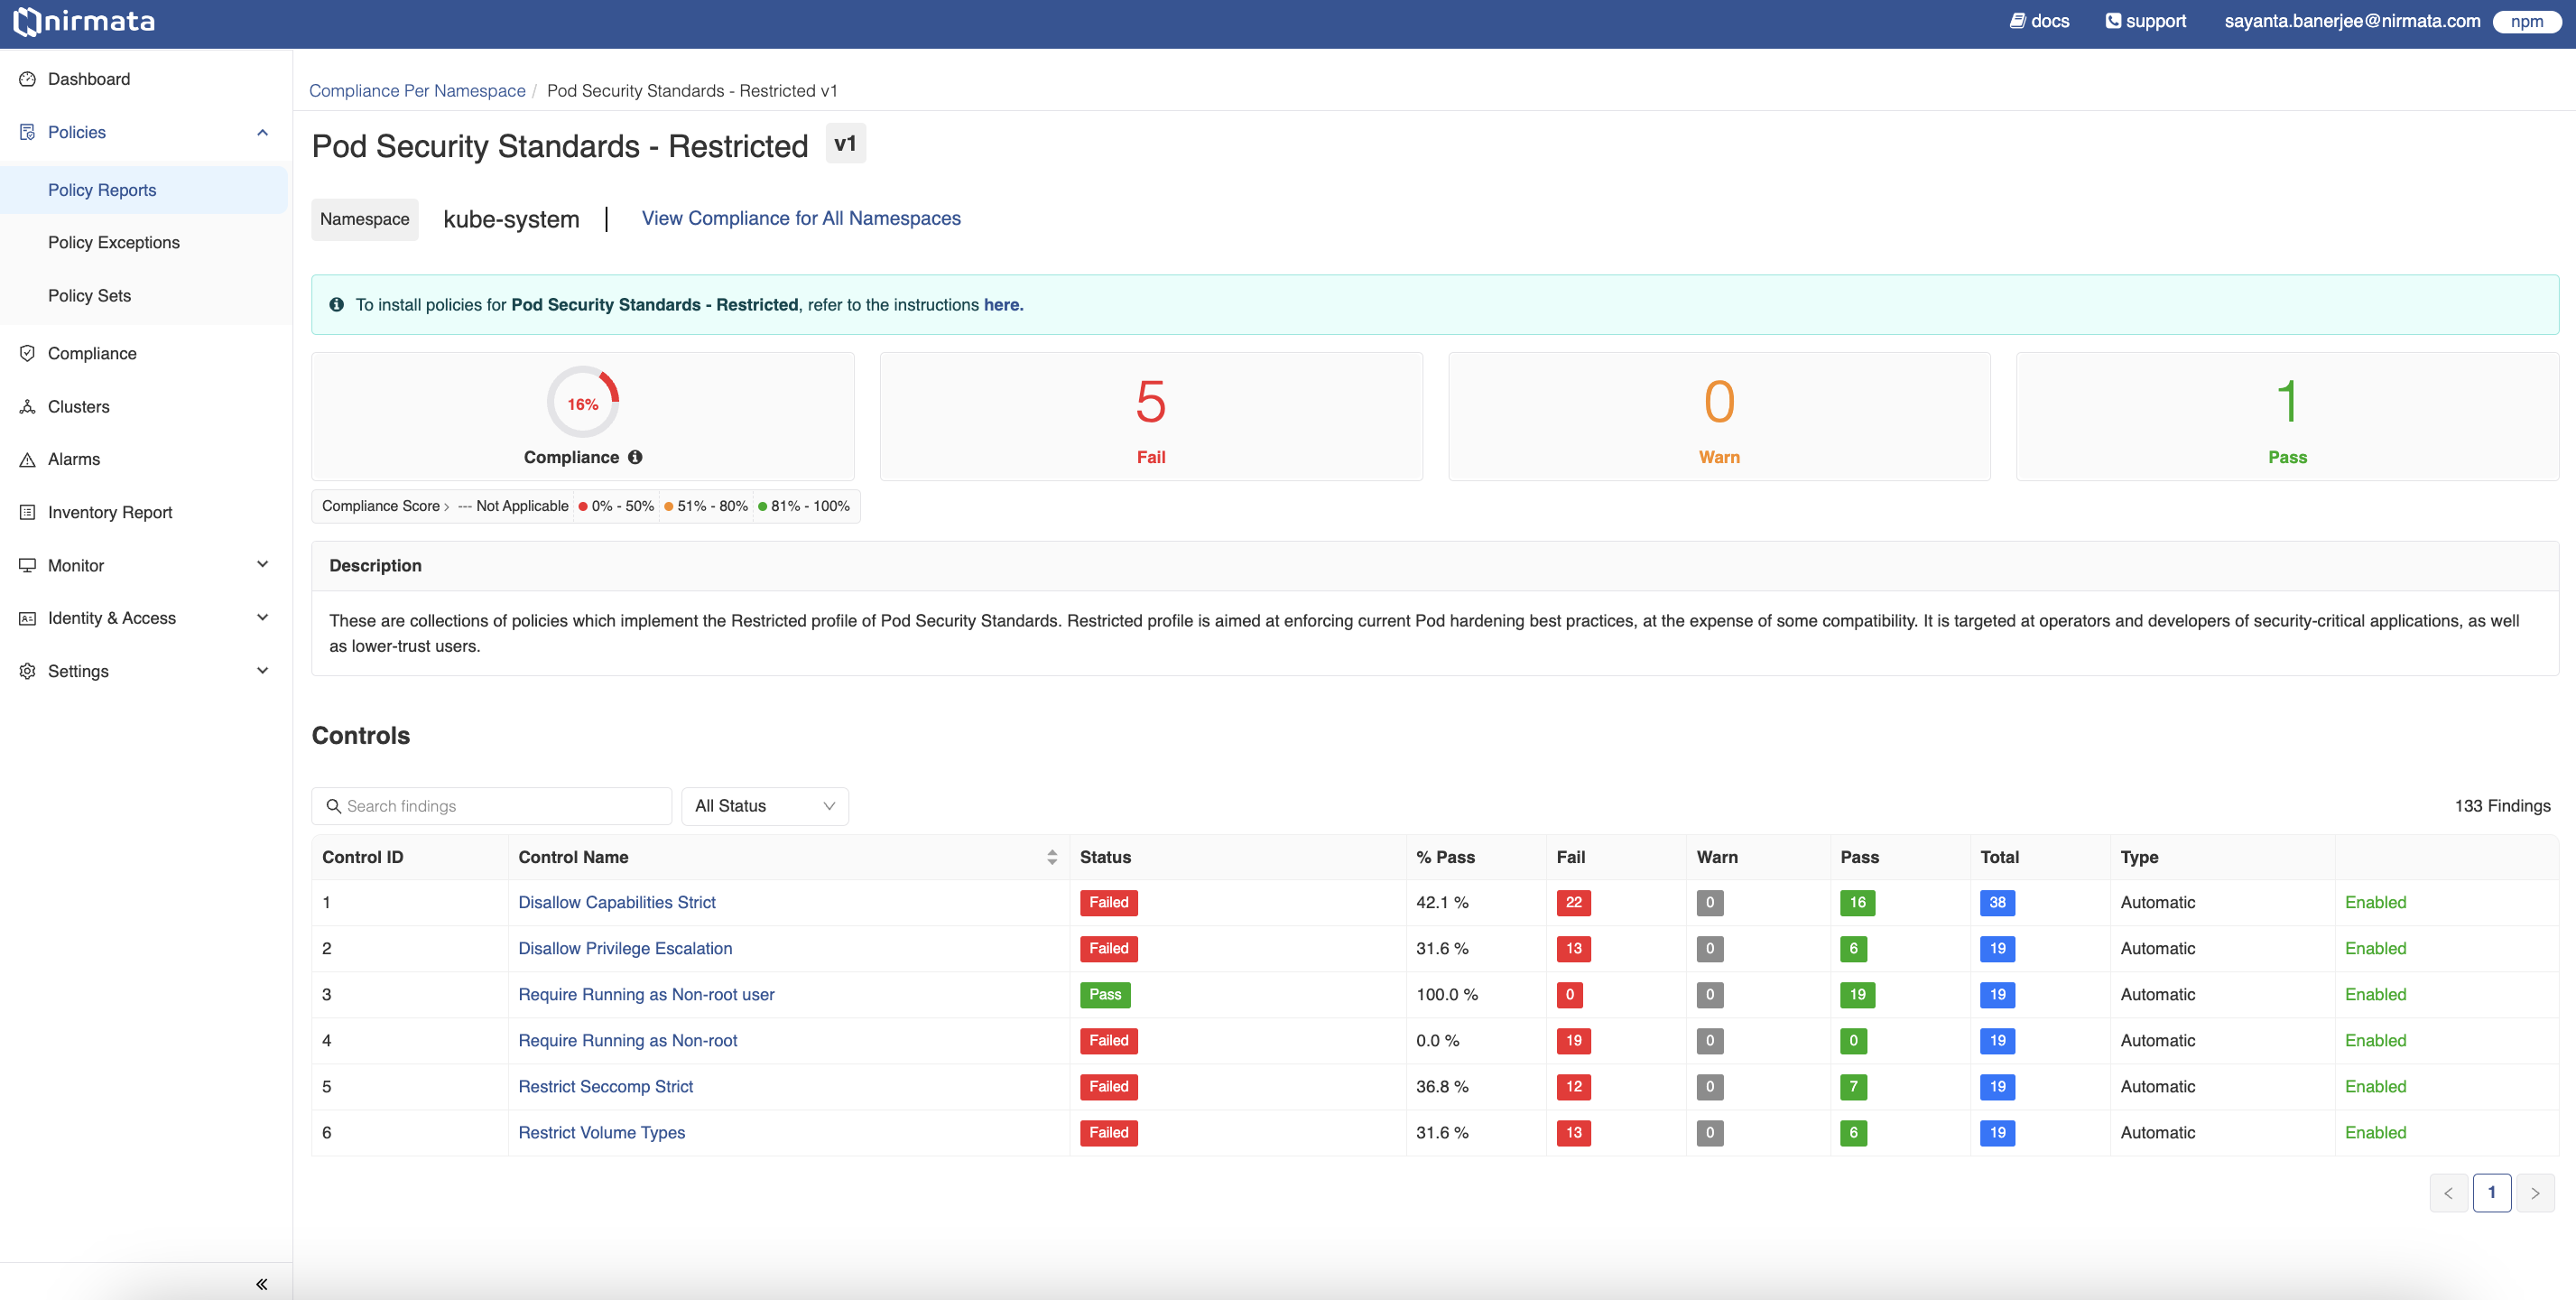 nirmata docs support sayanta.banerjee@nirmata.com npm
Dashboard
Policies
Policy Reports
Policy Exceptions
Policy Sets
Compliance
Clusters
Alarms
Inventory Report
Monitor
Identity & Access
Settings
Compliance Per Namespace / Pod Security Standards - Restricted v1
Pod Security Standards - Restricted v1
Namespace kube-system | View Compliance for All Namespaces
To install policies for Pod Security Standards - Restricted, refer to the instructions here.
16%
Compliance
5
Fail
0
Warn
1
Pass
Compliance Score > --- Not Applicable 0% - 50% 51% - 80% 81% - 100%
Description
These are collections of policies which implement the Restricted profile of Pod Security Standards. Restricted profile is aimed at enforcing current Pod hardening best practices, at the expense of some compatibility. It is targeted at operators and developers of security-critical applications, as well
as lower-trust users.
Controls
Search findings All Status 133 Findings
Control ID Control Name Status % Pass Fail Warn Pass Total Type
1 Disallow Capabilities Strict Failed 42.1 % 22 0 16 38 Automatic Enabled
2 Disallow Privilege Escalation Failed 31.6 % 13 0 6 19 Automatic Enabled
3 Require Running as Non-root user Pass 100.0 % 0 0 19 19 Automatic Enabled
4 Require Running as Non-root Failed 0.0 % 19 0 0 19 Automatic Enabled
5 Restrict Seccomp Strict Failed 36.8 % 12 0 7 19 Automatic Enabled
6 Restrict Volume Types Failed 31.6 % 13 0 6 19 Automatic Enabled
< 1 >
«